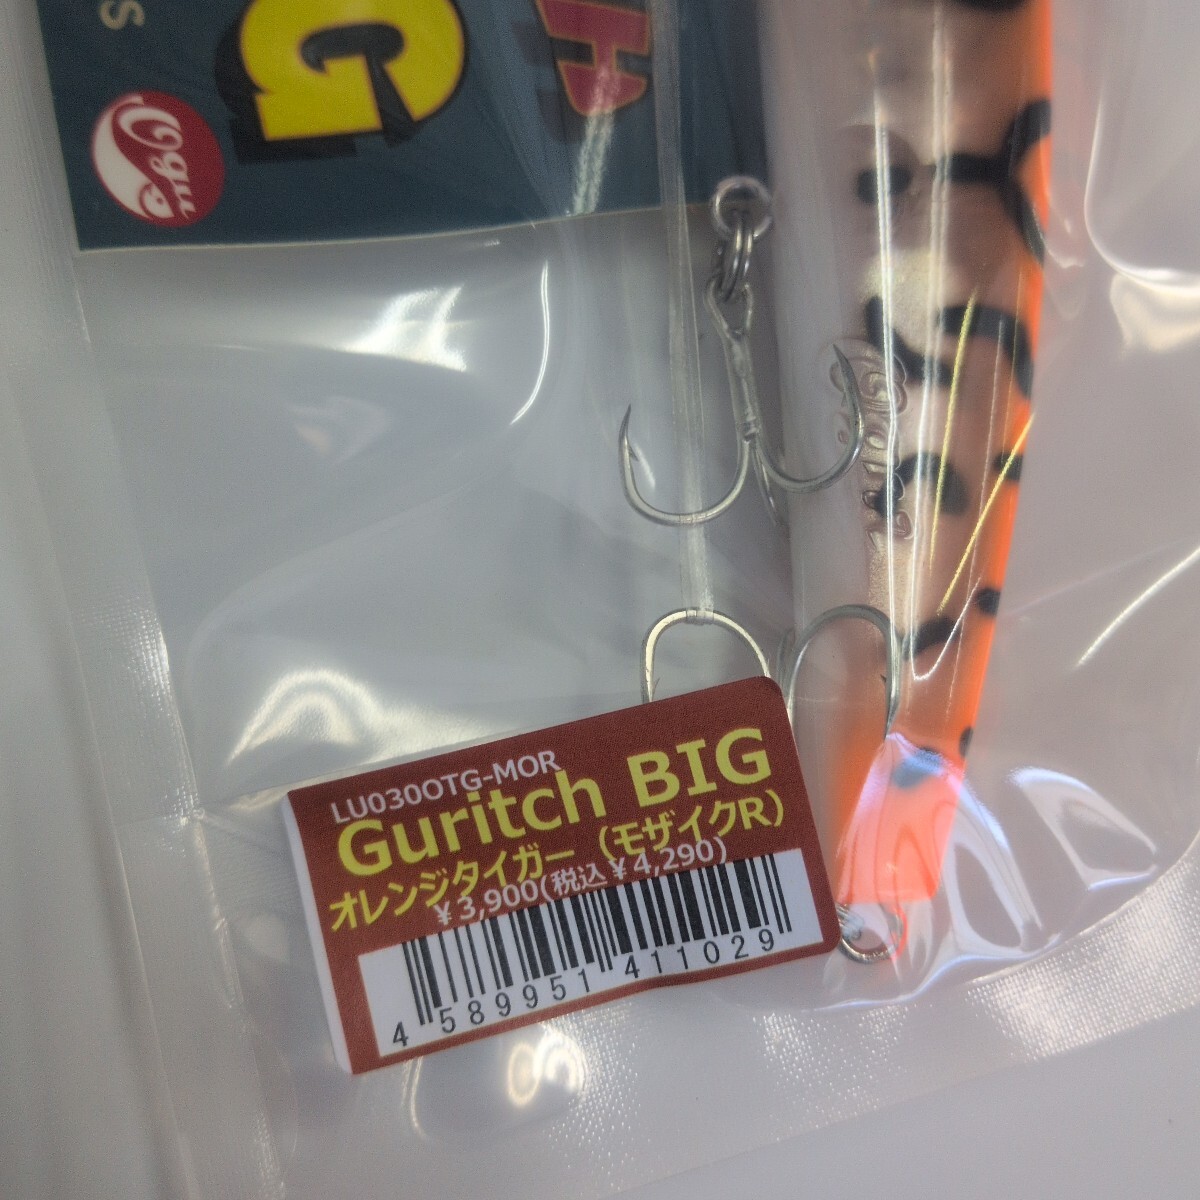 S
G
H
Ogur
LU030OTG-MOR
Guritch BIG
オレンジタイガー（モザイクR）
￥3,900(税込￥4,290)
4 589951 411029